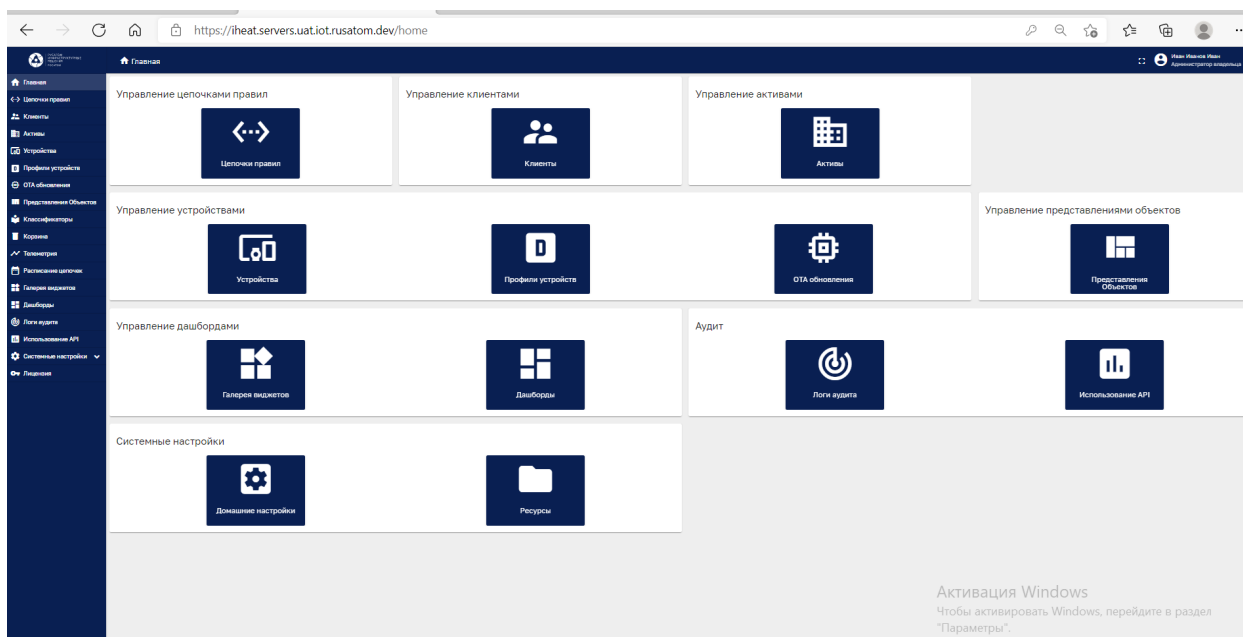 https://iheat.servers.uat.iot.rusatom.dev/home
Главная
Иван Иванов Иван
Администратор владельца
Главная
Цепочки правил
Клиенты
Активы
Устройства
Профили устройств
OTA обновления
Представления Объектов
Классификаторы
Корзина
Телеметрия
Расписание цепочек
Галерея виджетов
Дашборды
Логи аудита
Использование API
Системные настройки
Лицензия
Управление цепочками правил
Цепочки правил
Управление клиентами
Клиенты
Управление активами
Активы
Управление устройствами
Устройства
D
Профили устройств
OTA обновления
Управление представлениями объектов
Представления
Объектов
Управление дашбордами
Галерея виджетов
Дашборды
Аудит
Логи аудита
Использование API
Системные настройки
Домашние настройки
Ресурсы
Активация Windows
Чтобы активировать Windows, перейдите в раздел
"Параметры".